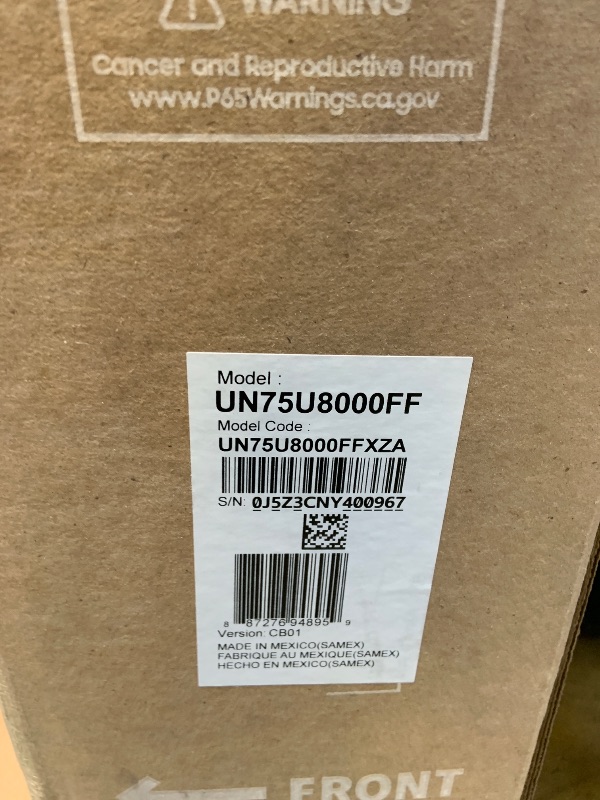 WARNING
Cancer and Reproductive Harm
www.P65Warnings.ca.gov
Model :
UN75U8000FF
Model Code :
UN75U8000FFXZA
S/N: 0J5Z3CNY400967
8 87276 94895 9
Version: CB01
MADE IN MEXICO(SAMEX)
FABRIQUE AU MEXIQUE(SAMEX)
HECHO EN MEXICO(SAMEX)
FRONT